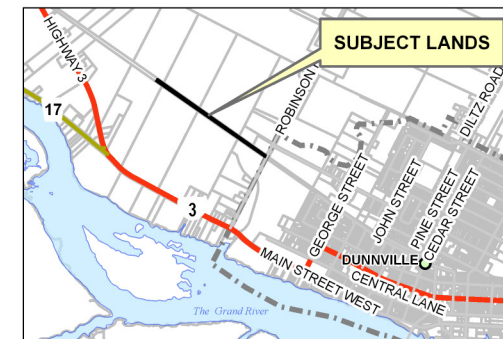 HIGHWAY 3
SUBJECT LANDS
17
ROBINSON
DILTZ ROAD
GEORGE STREET
JOHN STREET
PINE STREET
CEDAR STREET
3
DUNNVILLE
MAIN STREET WEST
CENTRAL LANE
The Grand River